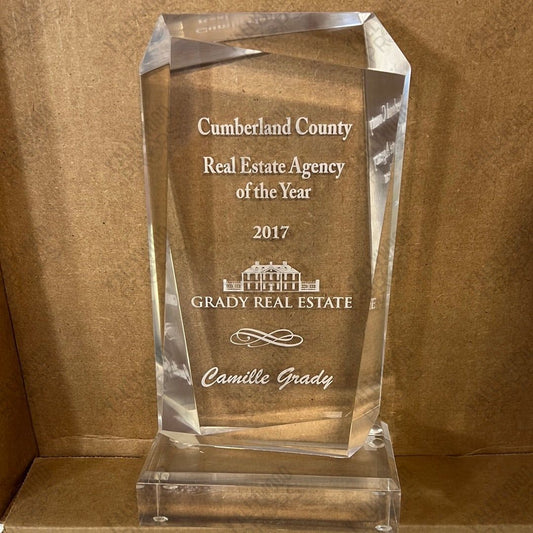 Cumberland County
Real Estate Agency
of the Year
2017
GRADY REAL ESTATE
Camille Grady